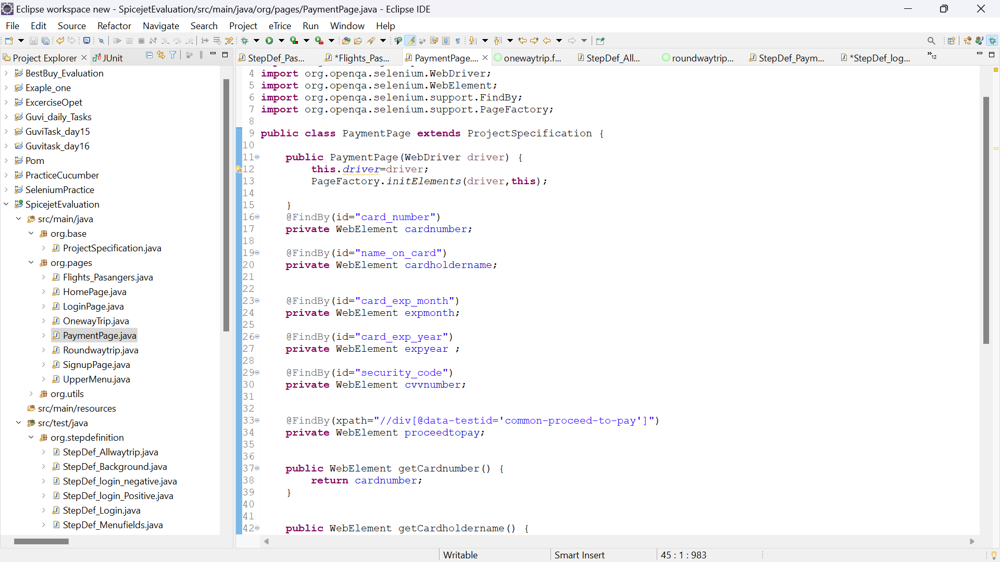 Eclipse workspace new - SpicejetEvaluation/src/main/java/org/pages/PaymentPage.java - Eclipse IDE
File Edit Source Refactor Navigate Search Project eTrice Run Window Help
Project Explorer JUnit
StepDef_Pas... *Flights_Pas... PaymentPage.... onewaytrip.f... StepDef_All... roundwaytrip... StepDef_Paym... *StepDef_log... »12
BestBuy_Evaluation
Exaple_one
ExcerciseOpet
Guvi_daily_Tasks
GuviTask_day15
Guvitask_day16
Pom
PracticeCucumber
SeleniumPractice
SpicejetEvaluation
src/main/java
org.base
ProjectSpecification.java
org.pages
Flights_Pasangers.java
HomePage.java
LoginPage.java
OnewayTrip.java
PaymentPage.java
Roundwaytrip.java
SignupPage.java
UpperMenu.java
org.utils
src/main/resources
src/test/java
org.stepdefinition
StepDef_Allwaytrip.java
StepDef_Background.java
StepDef_login_negative.java
StepDef_login_Positive.java
StepDef_Login.java
StepDef_Menufields.java
4 import org.openqa.selenium.WebDriver;
5 import org.openqa.selenium.WebElement;
6 import org.openqa.selenium.support.FindBy;
7 import org.openqa.selenium.support.PageFactory;
8
9 public class PaymentPage extends ProjectSpecification {
10
11 public PaymentPage(WebDriver driver) {
12 this.driver=driver;
13 PageFactory.initElements(driver,this);
14
15 }
16 @FindBy(id="card_number")
17 private WebElement cardnumber;
18
19 @FindBy(id="name_on_card")
20 private WebElement cardholdername;
21
22
23 @FindBy(id="card_exp_month")
24 private WebElement expmonth;
25
26 @FindBy(id="card_exp_year")
27 private WebElement expyear ;
28
29 @FindBy(id="security_code")
30 private WebElement cvvnumber;
31
32
33 @FindBy(xpath="//div[@data-testid='common-proceed-to-pay']")
34 private WebElement proceedtopay;
35
36
37 public WebElement getCardnumber() {
38 return cardnumber;
39 }
40
41
42 public WebElement getCardholdername() {
Writable Smart Insert 45 : 1 : 983